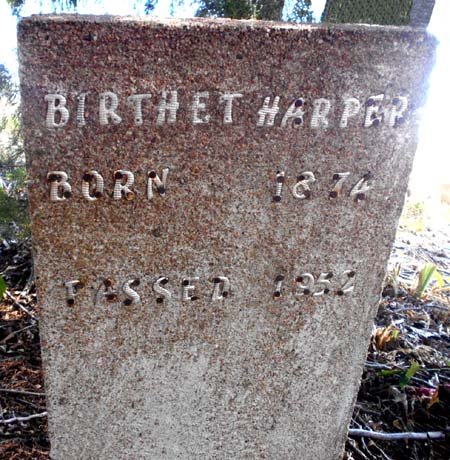 BIRTHET HARPER
BORN 1874
PASSED 1952